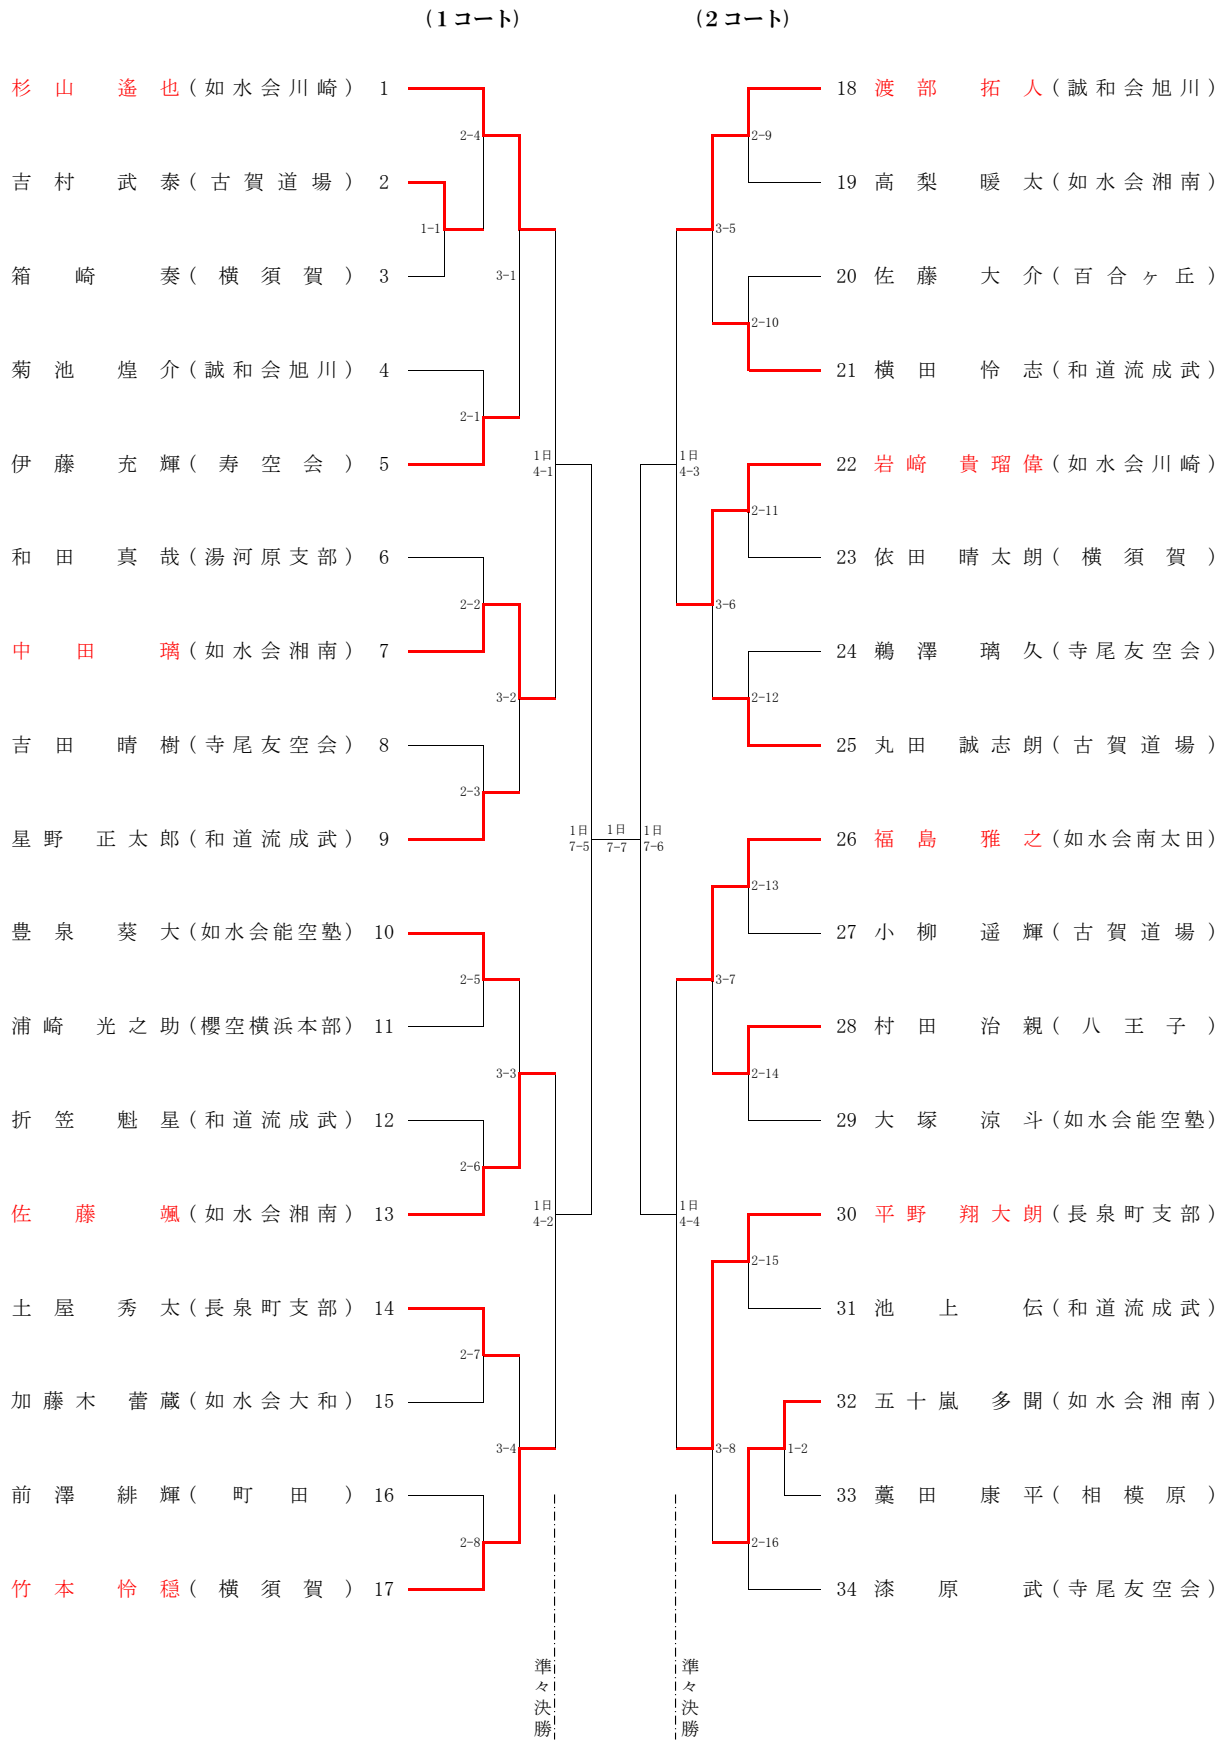 (1コート)
(2コート)
杉山 遙也 (如水会川崎) 1
2-4
吉村 武泰 (古賀道場) 2
1-1
箱崎 奏 (横須賀) 3
3-1
菊池 煌介 (誠和会旭川) 4
2-1
伊藤 充輝 (寿空会) 5
1日
4-1
和田 真哉 (湯河原支部) 6
2-2
中田 璃 (如水会湘南) 7
3-2
吉田 晴樹 (寺尾友空会) 8
2-3
星野 正太郎 (和道流成武) 9
1日
7-5
1日
7-7
1日
7-6
豊泉 葵大 (如水会能空塾) 10
2-5
浦崎 光之助 (櫻空横浜本部) 11
3-3
折笠 魁星 (和道流成武) 12
2-6
佐藤 颯 (如水会湘南) 13
1日
4-2
土屋 秀太 (長泉町支部) 14
2-7
加藤木 蕾蔵 (如水会大和) 15
3-4
前澤 緋輝 (町田) 16
2-8
竹本 怜穏 (横須賀) 17
準々決勝
18 渡部 拓人 (誠和会旭川)
2-9
19 高梨 暖太 (如水会湘南)
3-5
20 佐藤 大介 (百合ヶ丘)
2-10
21 横田 怜志 (和道流成武)
1日
4-3
22 岩﨑 貴瑠偉 (如水会川崎)
2-11
23 依田 晴太朗 (横須賀)
3-6
24 鵜澤 璃久 (寺尾友空会)
2-12
25 丸田 誠志朗 (古賀道場)
26 福島 雅之 (如水会南太田)
2-13
27 小柳 遥輝 (古賀道場)
3-7
28 村田 治親 (八王子)
2-14
29 大塚 涼斗 (如水会能空塾)
1日
4-4
30 平野 翔大朗 (長泉町支部)
2-15
31 池上 伝 (和道流成武)
32 五十嵐 多聞 (如水会湘南)
3-8
1-2
33 藁田 康平 (相模原)
2-16
34 漆原 武 (寺尾友空会)
準々決勝